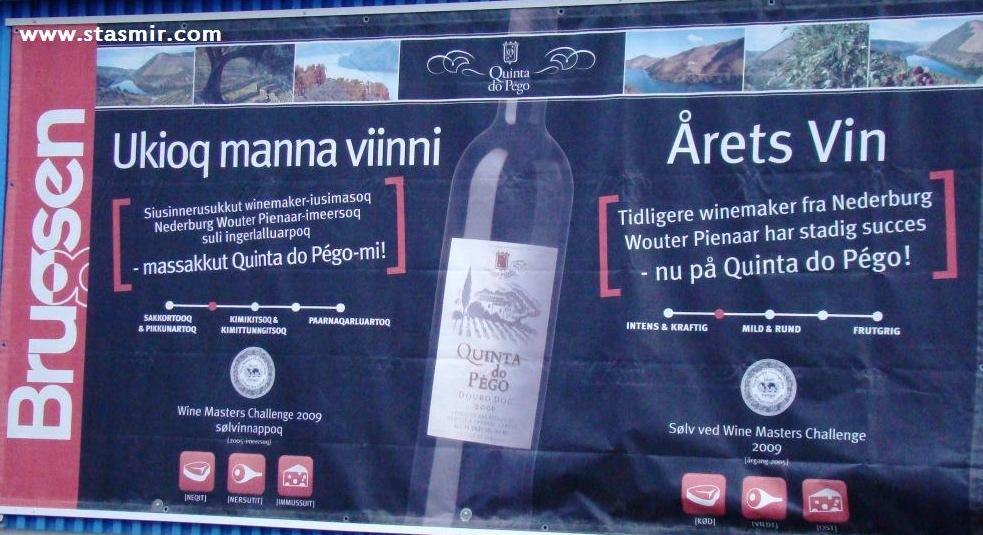 www.stasmir.com
Brugsen
Quinta
do Pégo
Ukioq manna viinni
Siusinnerusukkut winemaker-iusimasoq
Nederburg Wouter Pienaar-imeersoq
suli ingerlalluarpoq
- massakkut Quinta do Pégo-mi!
SAKKORTOOQ
& PIKKUNARTOQ
KIMIKITSOQ &
KIMITTUNNGITSOQ
PAARNAQARLUARTOQ
Wine Masters Challenge 2009
sølvinnappoq
(2005-imeersoq)
[NEQIT]
[NERSUTIT]
[IMMUSSUIT]
QUINTA
do
PÉGO
DOURO DOC
Årets Vin
Tidligere winemaker fra Nederburg
Wouter Pienaar har stadig succes
- nu på Quinta do Pégo!
INTENS & KRAFTIG
MILD & RUND
FRUTGRIG
Sølv ved Wine Masters Challenge
2009
[årgang 2005]
[KØD]
[VILDT]
[OST]